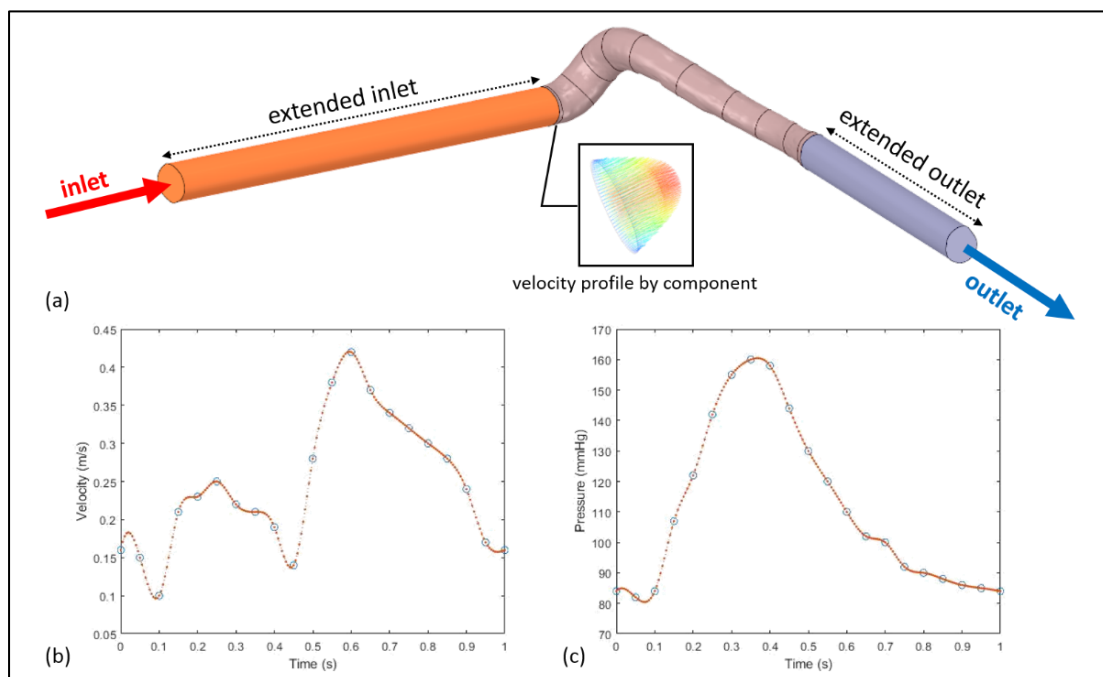 extended inlet
inlet
extended outlet
outlet
velocity profile by component
(a)
0.45
0.4
0.35
0.3
0.25
0.2
0.15
0.1
0.05
Velocity (m/s)
0 0.1 0.2 0.3 0.4 0.5 0.6 0.7 0.8 0.9 1
Time (s)
(b)
170
160
150
140
130
120
110
100
90
80
70
Pressure (mmHg)
0 0.1 0.2 0.3 0.4 0.5 0.6 0.7 0.8 0.9 1
Time (s)
(c)